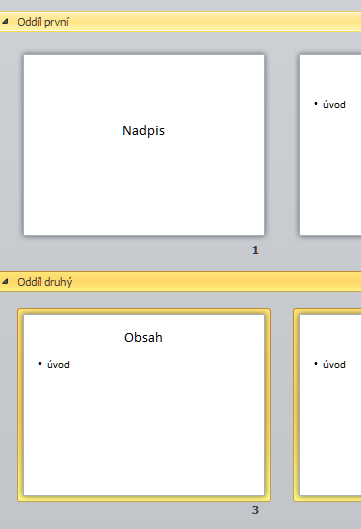 Oddíl první
Nadpis
• úvod
1
Oddíl druhý
Obsah
• úvod
• úvod
3